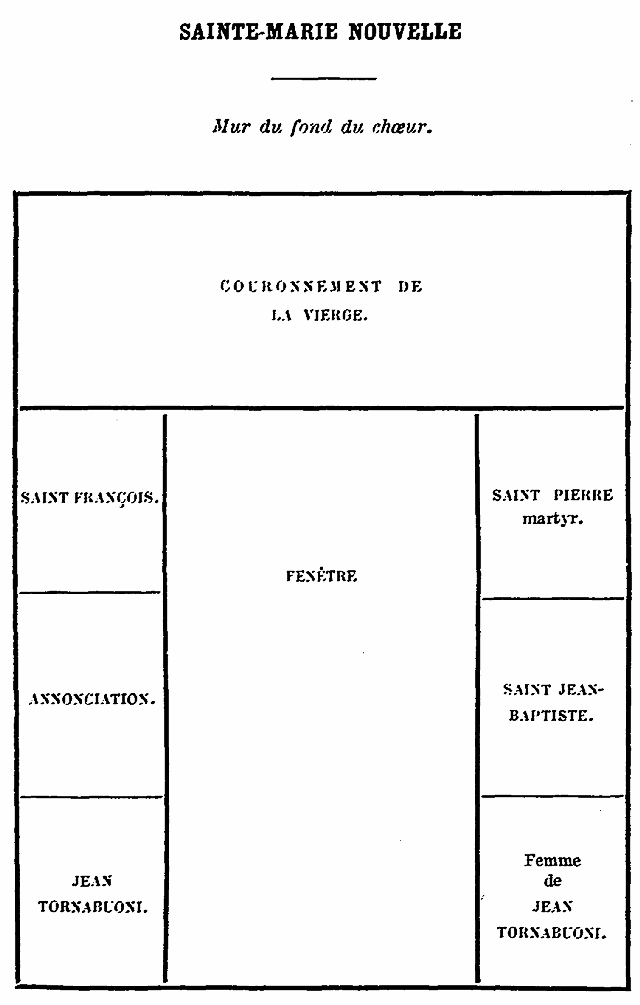 SAINTE-MARIE NOUVELLE
Mur du fond du chœur.
COURONNEMENT DE
LA VIERGE.
SAINT FRANÇOIS.
SAINT PIERRE
martyr.
FENÊTRE
ANNONCIATION.
SAINT JEAN-
BAPTISTE.
JEAN
TORNABUONI.
Femme
de
JEAN
TORNABUONI.